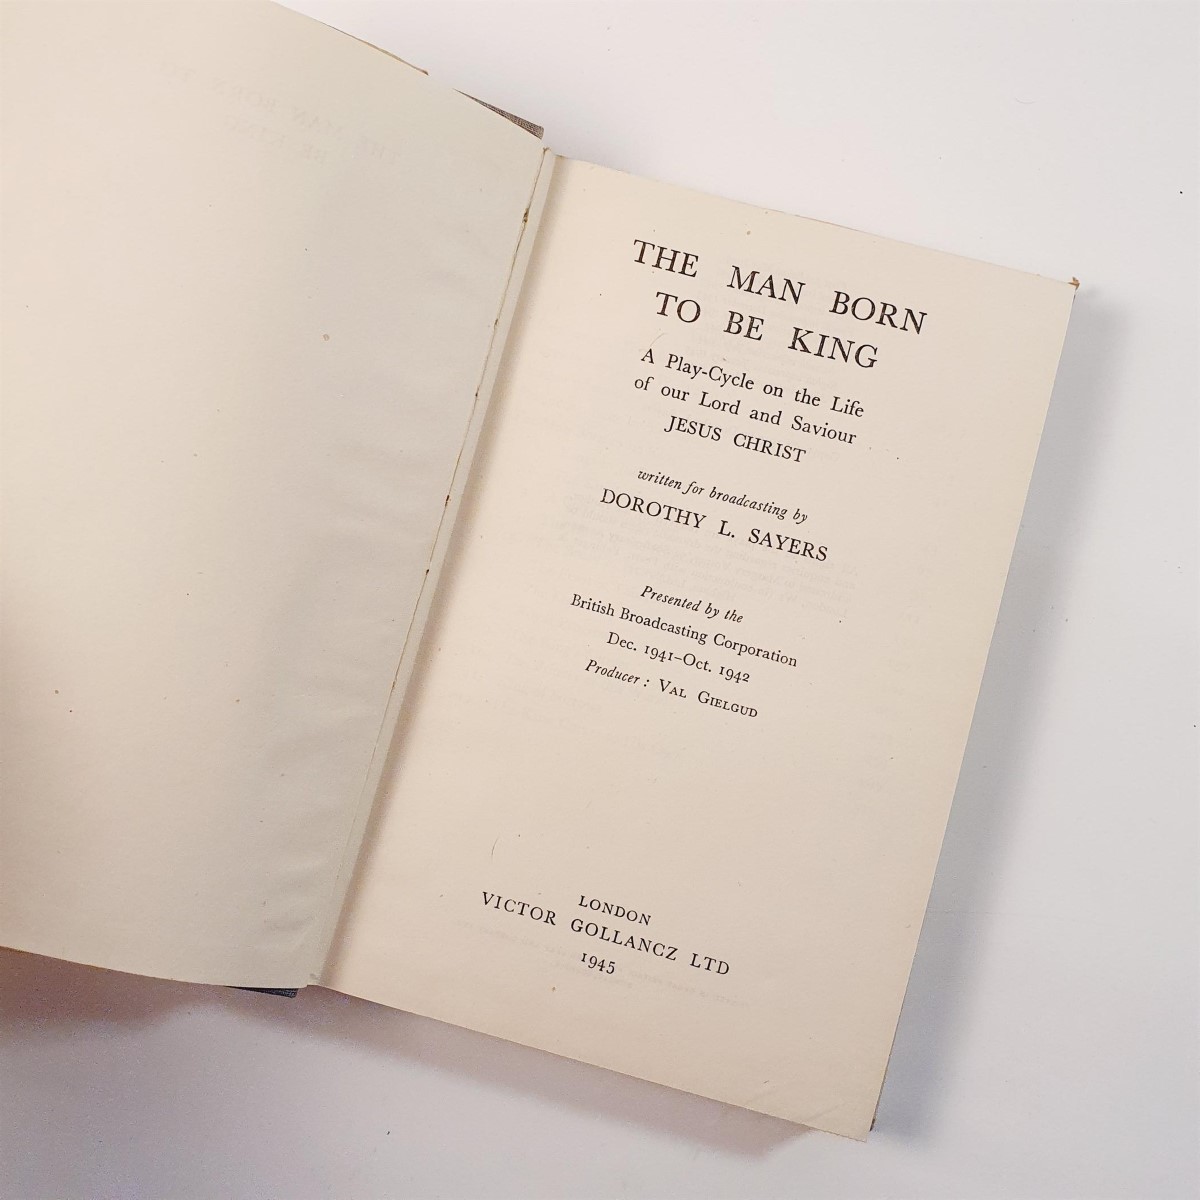 THE MAN BORN
TO BE KING
A Play-Cycle on the Life
of our Lord and Saviour
JESUS CHRIST
written for broadcasting by
DOROTHY L. SAYERS
Presented by the
British Broadcasting Corporation
Dec. 1941–Oct. 1942
Producer: VAL GIELGUD
LONDON
VICTOR GOLLANCZ LTD
1945